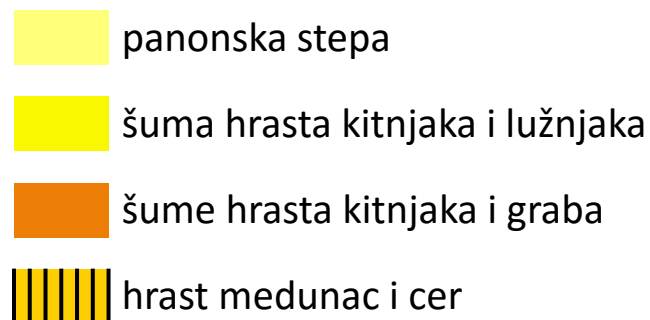 panonska stepa
šuma hrasta kitnjaka i lužnjaka
šume hrasta kitnjaka i graba
hrast medunac i cer